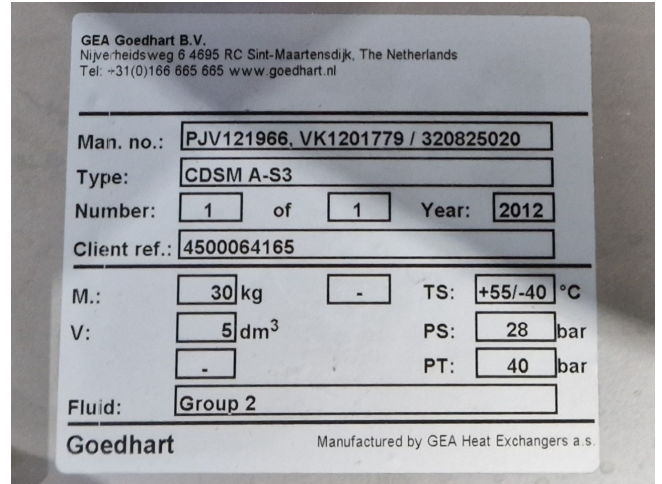 GEA Goedhart B.V.
Nijverheidsweg 6 4695 RC Sint-Maartensdijk, The Netherlands
Tel: +31(0)166 665 665 www.goedhart.nl
Man. no.: PJV121966, VK1201779 / 320825020
Type: CDSM A-S3
Number: 1 of 1 Year: 2012
Client ref.: 4500064165
M.: 30 kg - TS: +55/-40 °C
V: 5 dm³ PS: 28 bar
- PT: 40 bar
Fluid: Group 2
Goedhart Manufactured by GEA Heat Exchangers a.s.